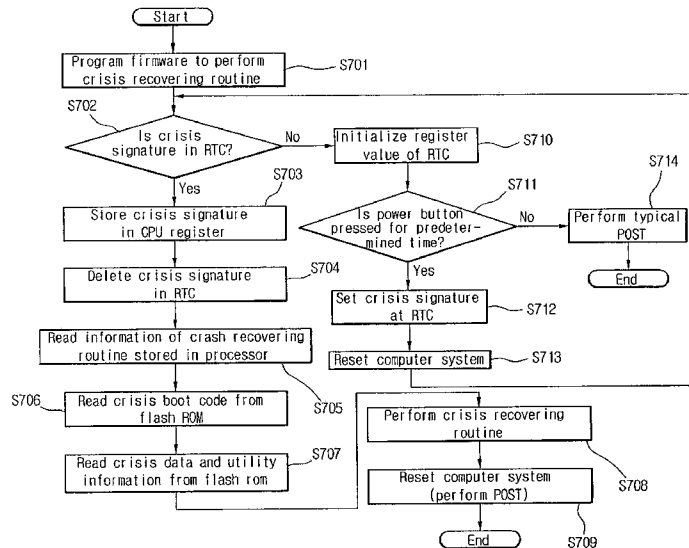 Start
Program firmware to perform
crisis recovering routine
S701
S702
Is crisis
signature in RTC?
No
Yes
S703
Store crisis signature
in CPU register
Delete crisis signature
in RTC
S704
Read information of crash recovering
routine stored in processor
S705
S706
Read crisis boot code from
flash ROM
Read crisis data and utility
information from flash rom
S707
Initialize register
value of RTC
S710
S711
Is power button
pressed for predeter-
mined time?
No
Yes
S714
Perform typical
POST
End
Set crisis signature
at RTC
S712
Reset computer system
S713
Perform crisis recovering
routine
S708
Reset computer system
(perform POST)
S709
End